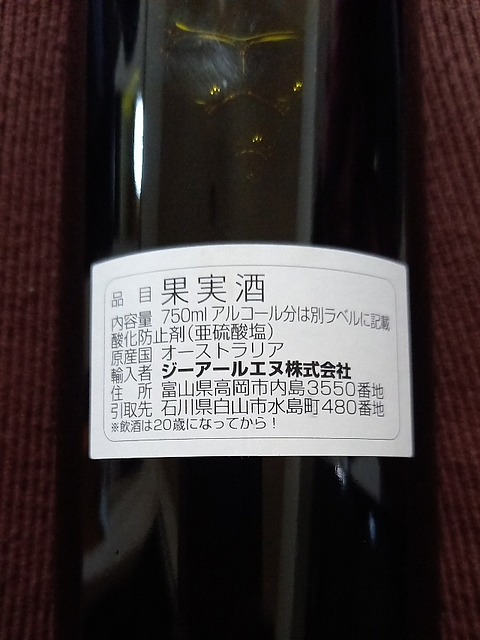 品目 果実酒
内容量 750ml アルコール分は別ラベルに記載
酸化防止剤(亜硫酸塩)
原産国 オーストラリア
輸入者 ジーアールエヌ株式会社
住所 富山県高岡市内島3550番地
引取先 石川県白山市水島町480番地
※飲酒は20歳になってから!